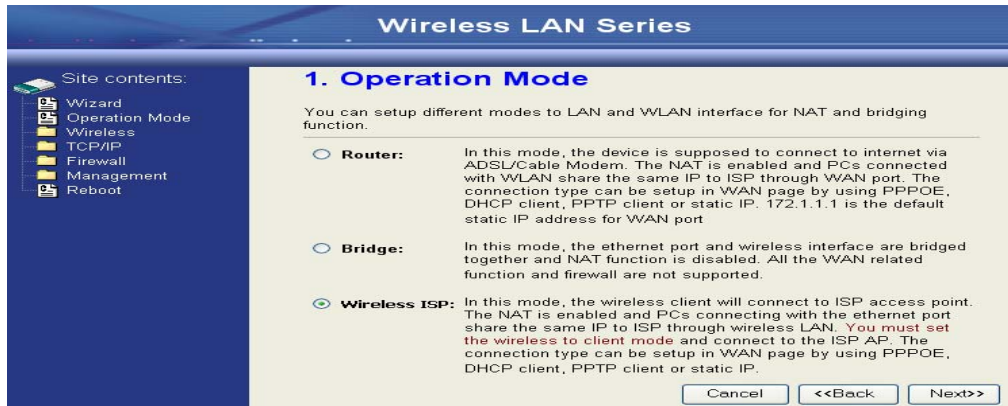 Wireless LAN Series
Site contents:
Wizard
Operation Mode
Wireless
TCP/IP
Firewall
Management
Reboot
1. Operation Mode
You can setup different modes to LAN and WLAN interface for NAT and bridging
function.
Router:
In this mode, the device is supposed to connect to internet via
ADSL/Cable Modem. The NAT is enabled and PCs connected
with WLAN share the same IP to ISP through WAN port. The
connection type can be setup in WAN page by using PPPOE,
DHCP client, PPTP client or static IP. 172.1.1.1 is the default
static IP address for WAN port
Bridge:
In this mode, the ethernet port and wireless interface are bridged
together and NAT function is disabled. All the WAN related
function and firewall are not supported.
Wireless ISP:
In this mode, the wireless client will connect to ISP access point.
The NAT is enabled and PCs connecting with the ethernet port
share the same IP to ISP through wireless LAN. You must set
the wireless to client mode and connect to the ISP AP. The
connection type can be setup in WAN page by using PPPOE,
DHCP client, PPTP client or static IP.
Cancel
<<Back
Next>>